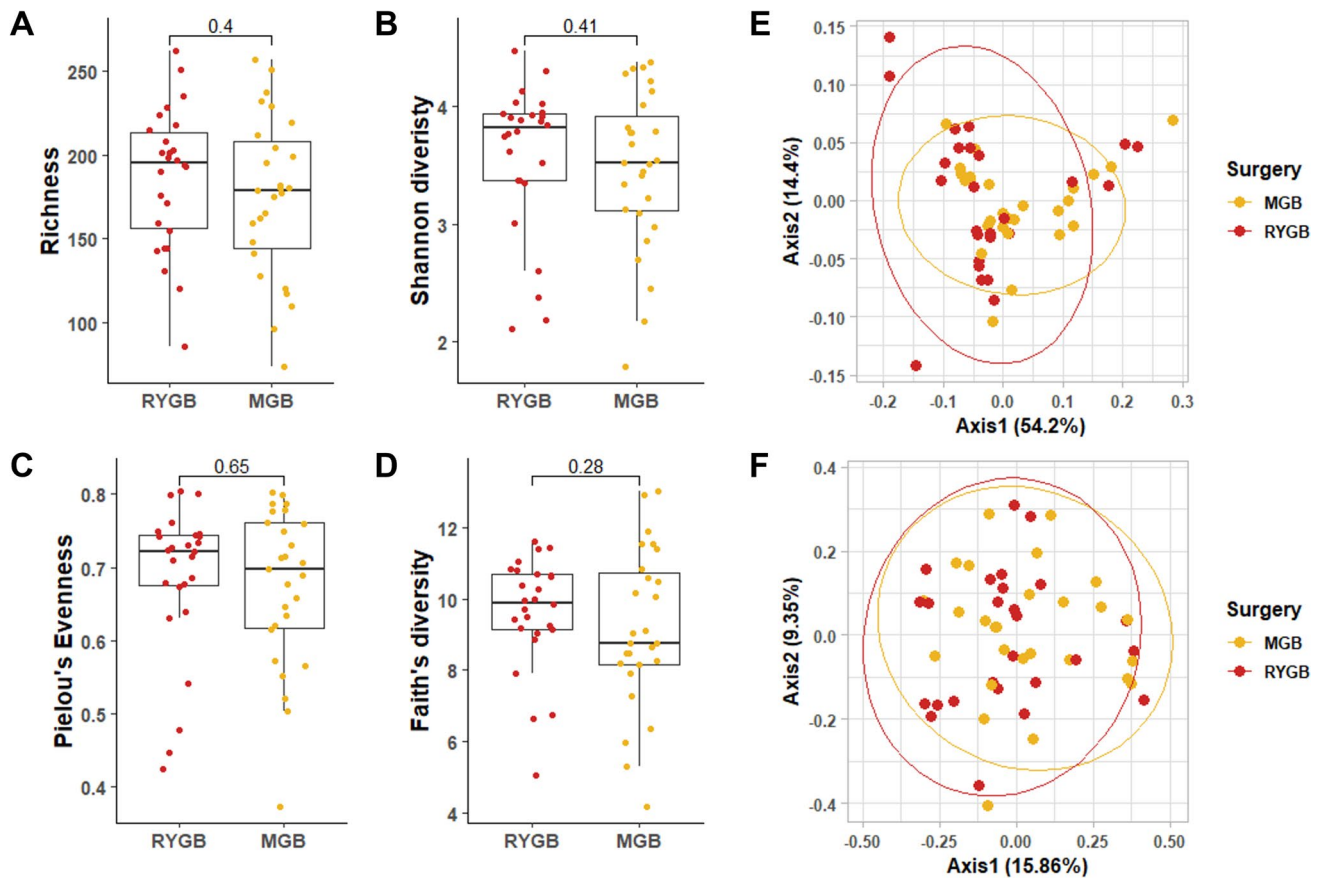 A
0.4
Richness
250
200
150
100
RYGB
MGB
B
0.41
Shannon diveristy
4
3
2
RYGB
MGB
E
Axis2 (14.4%)
0.15
0.10
0.05
0.00
-0.05
-0.10
-0.15
-0.2
-0.1
0.0
0.1
0.2
0.3
Axis1 (54.2%)
Surgery
MGB
RYGB
C
0.65
Pielou's Evenness
0.8
0.7
0.6
0.5
0.4
RYGB
MGB
D
0.28
Faith's diversity
12
10
8
6
4
RYGB
MGB
F
Axis2 (9.35%)
0.4
0.2
0.0
-0.2
-0.4
-0.50
-0.25
0.00
0.25
0.50
Axis1 (15.86%)
Surgery
MGB
RYGB